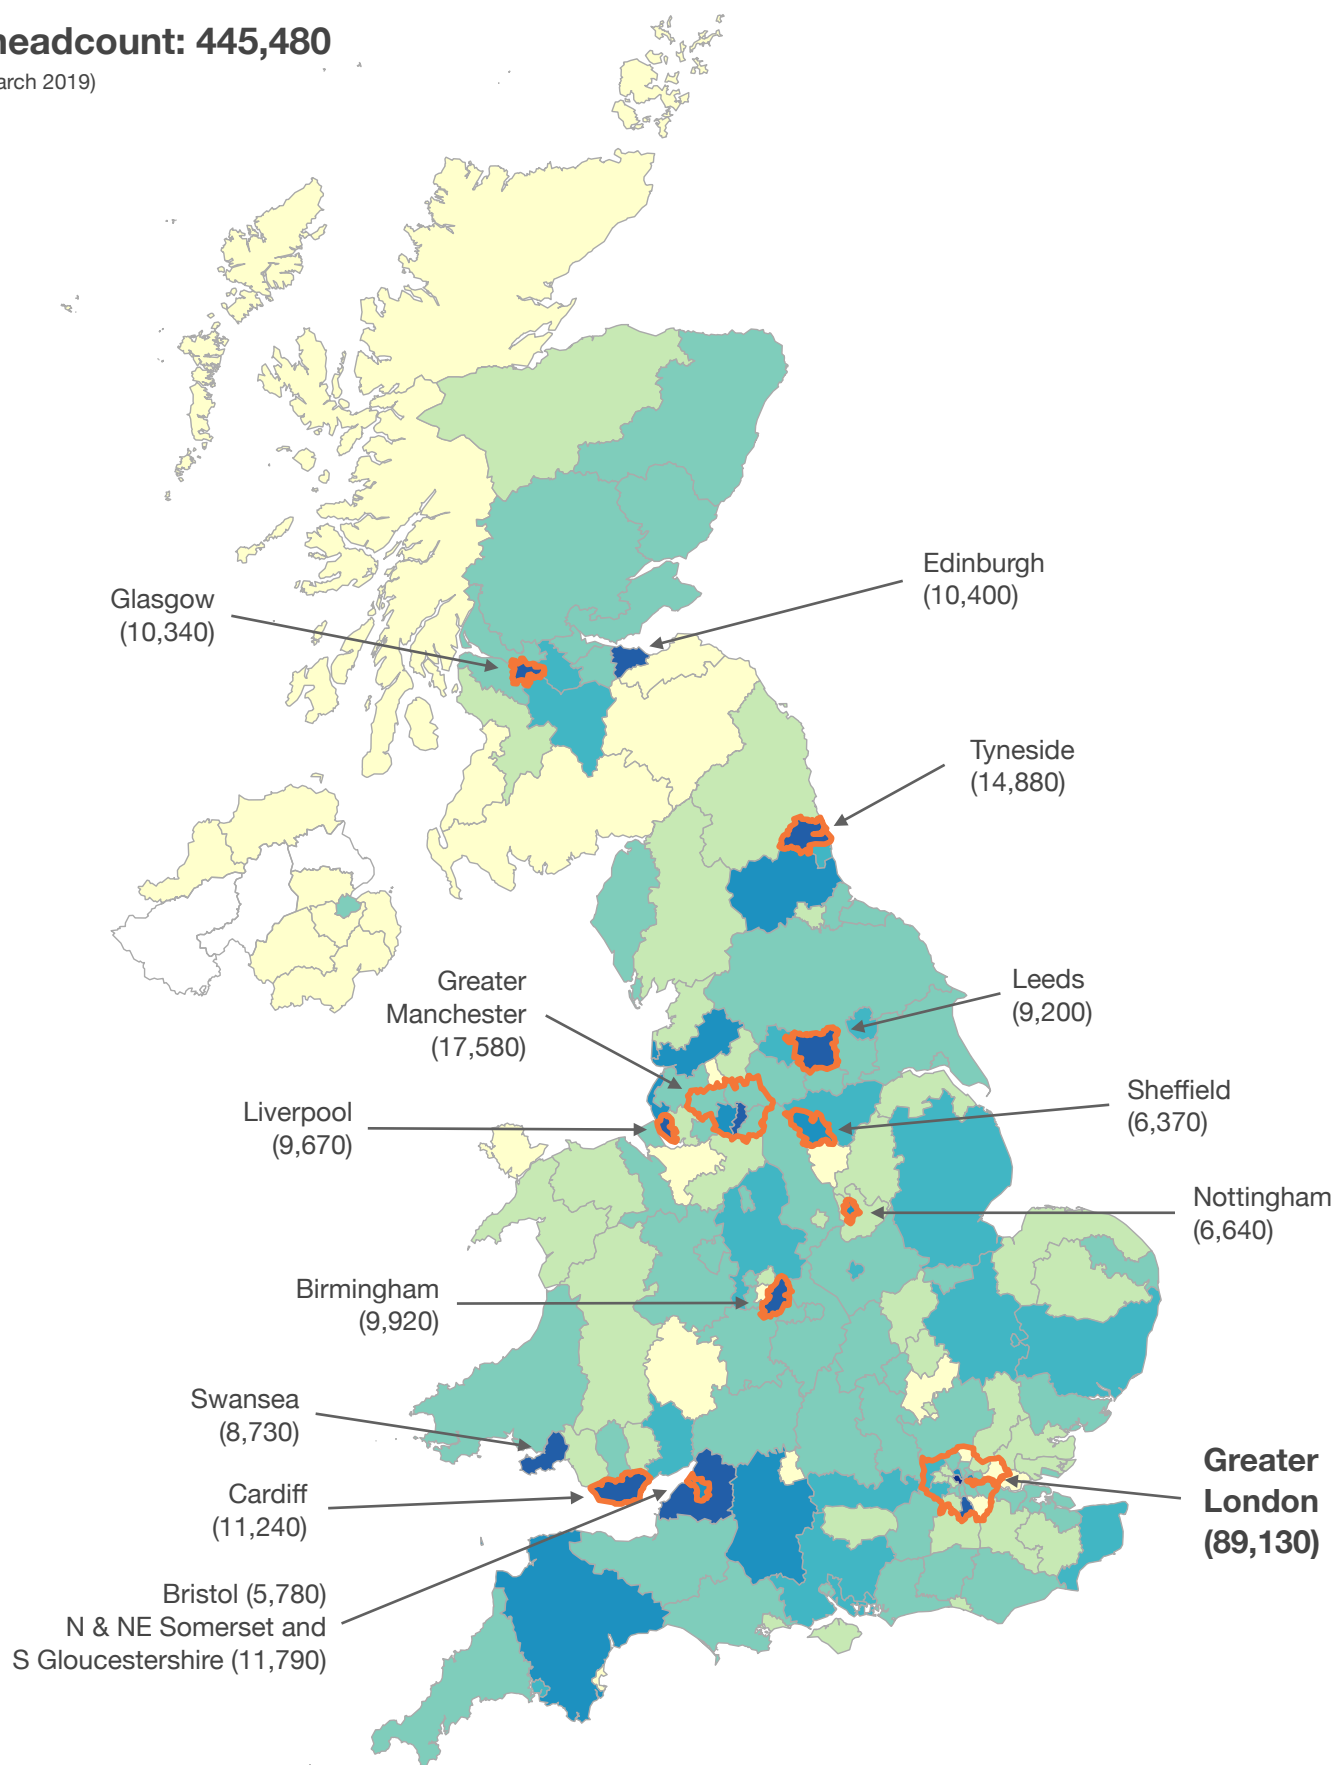 headcount: 445,480
arch 2019)
Edinburgh
(10,400)
Glasgow
(10,340)
Tyneside
(14,880)
Greater
Manchester
(17,580)
Leeds
(9,200)
Sheffield
(6,370)
Liverpool
(9,670)
Nottingham
(6,640)
Birmingham
(9,920)
Swansea
(8,730)
Greater
London
(89,130)
Cardiff
(11,240)
Bristol (5,780)
N & NE Somerset and
S Gloucestershire (11,790)